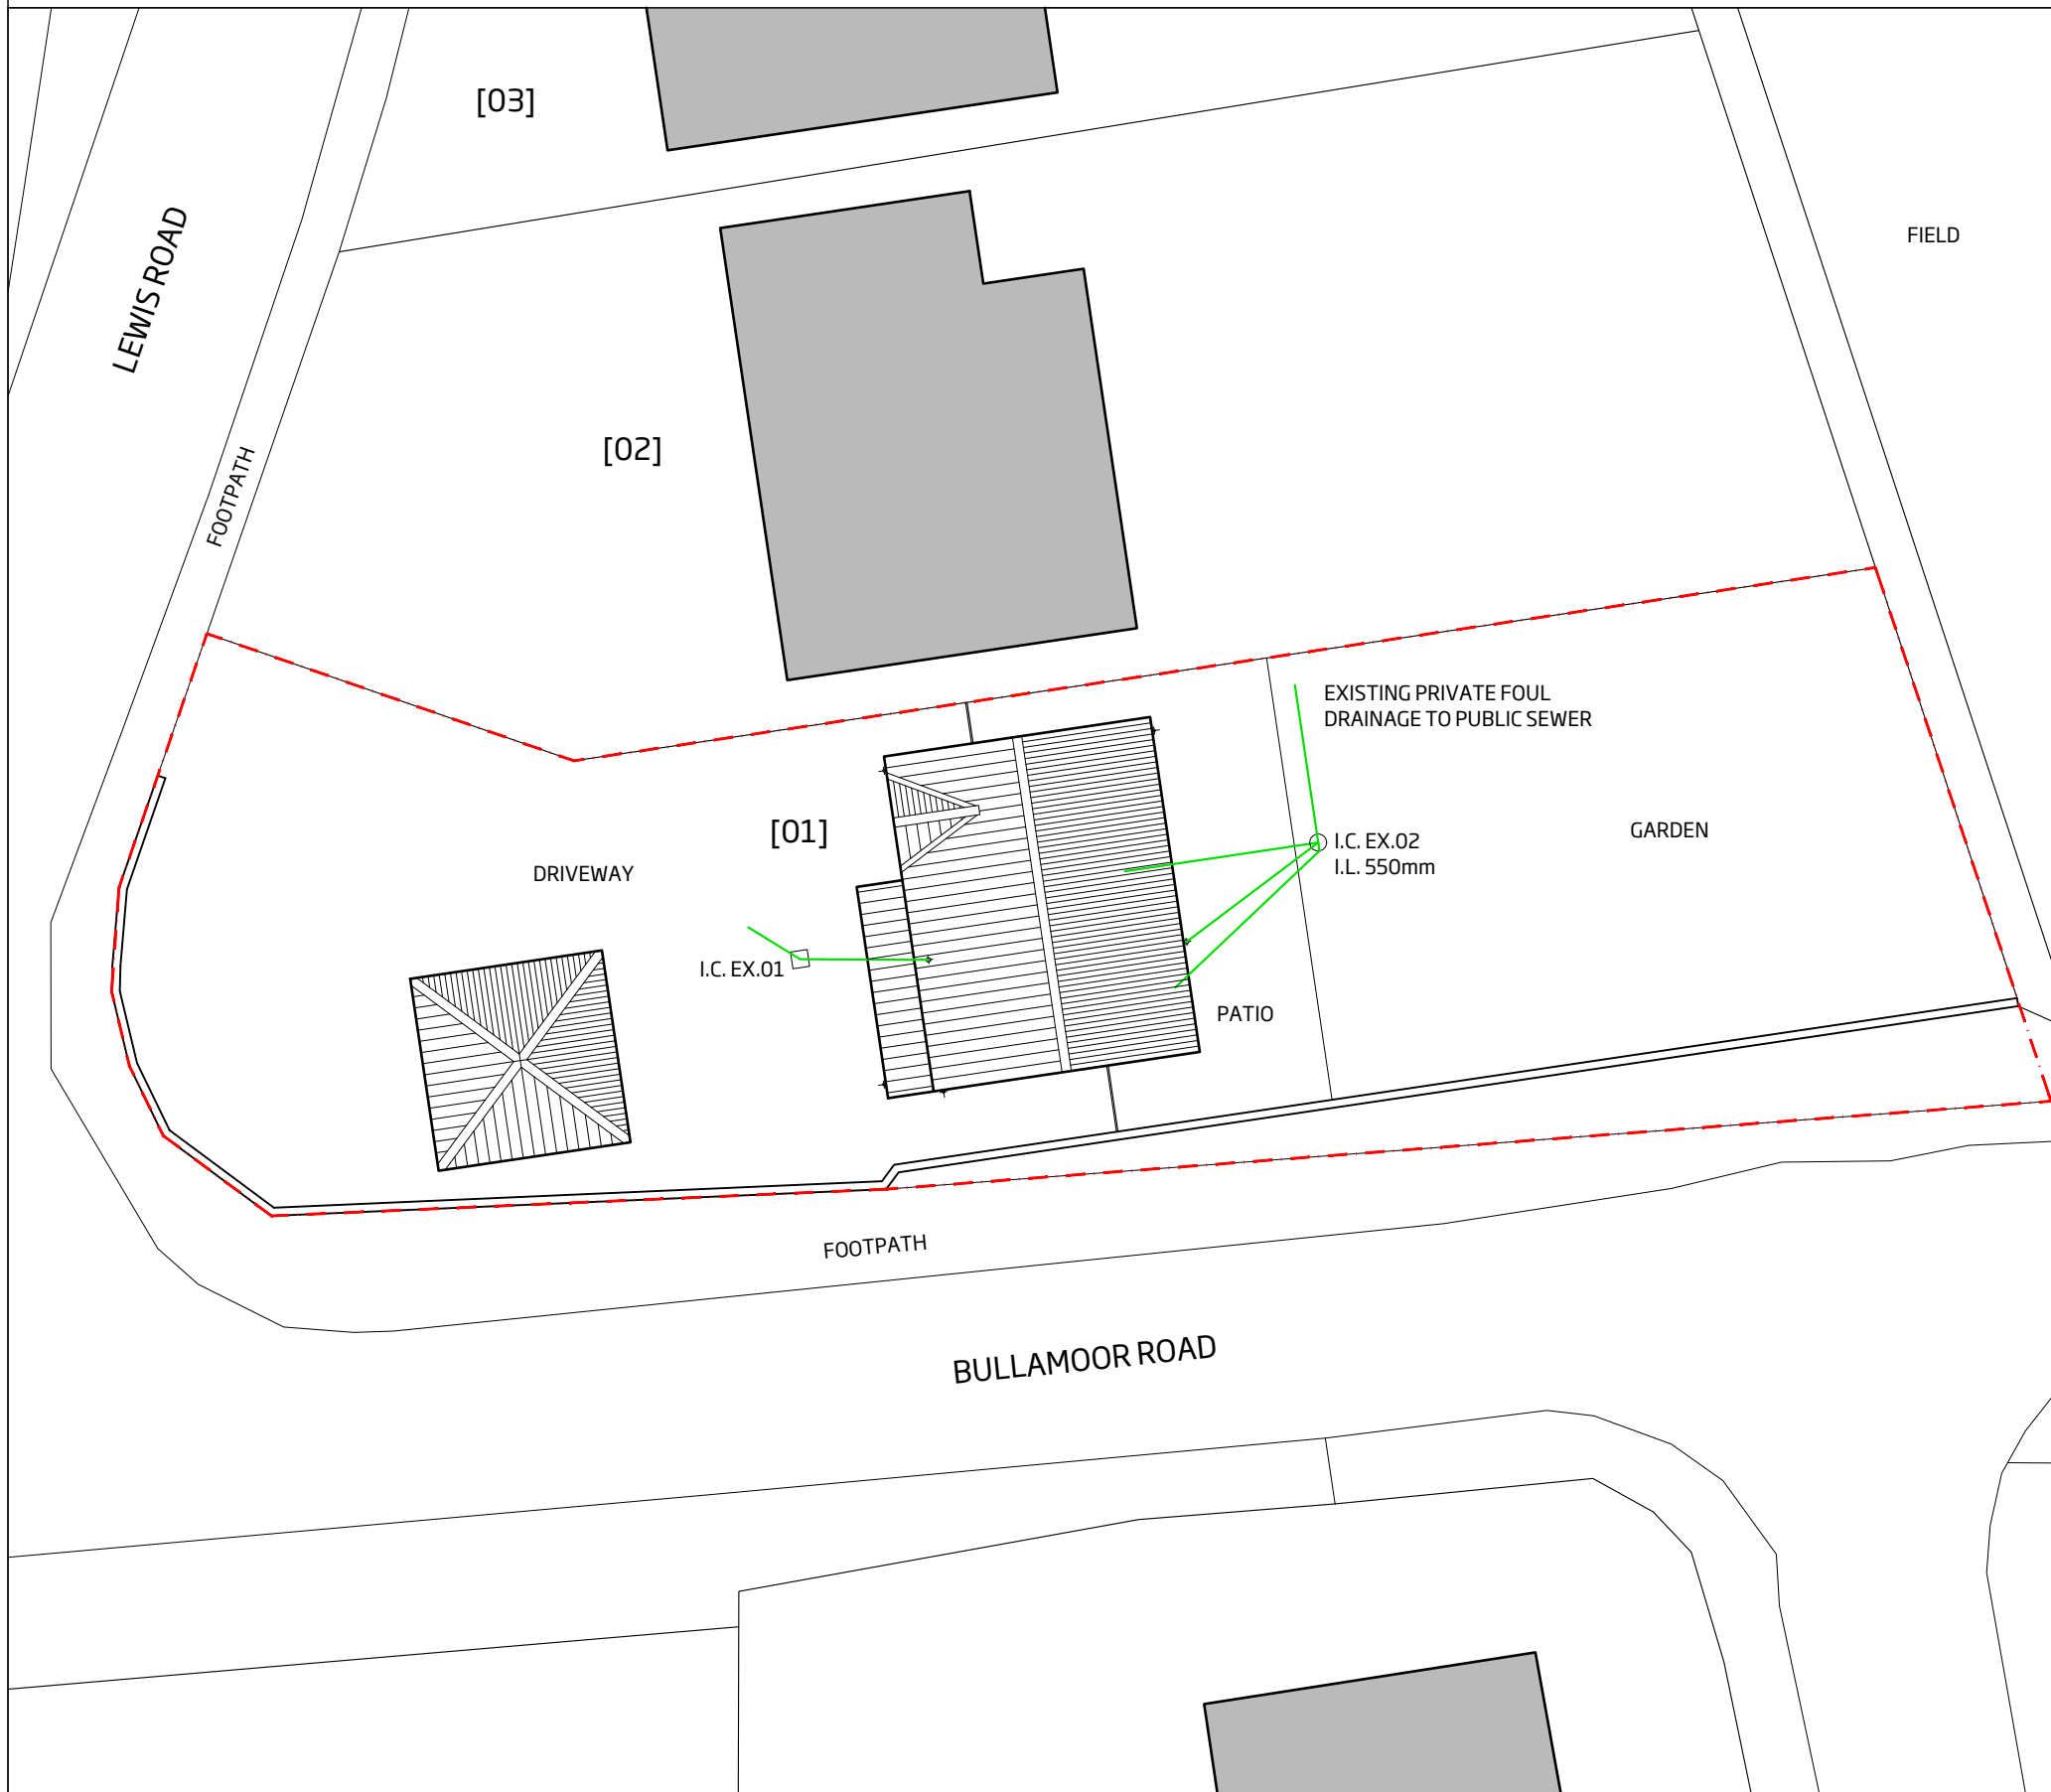 [03]
LEWIS ROAD
FIELD
[02]
FOOTPATH
EXISTING PRIVATE FOUL
DRAINAGE TO PUBLIC SEWER
[01]
I.C. EX.02
I.L. 550mm
GARDEN
DRIVEWAY
I.C. EX.01
PATIO
FOOTPATH
BULLAMOOR ROAD